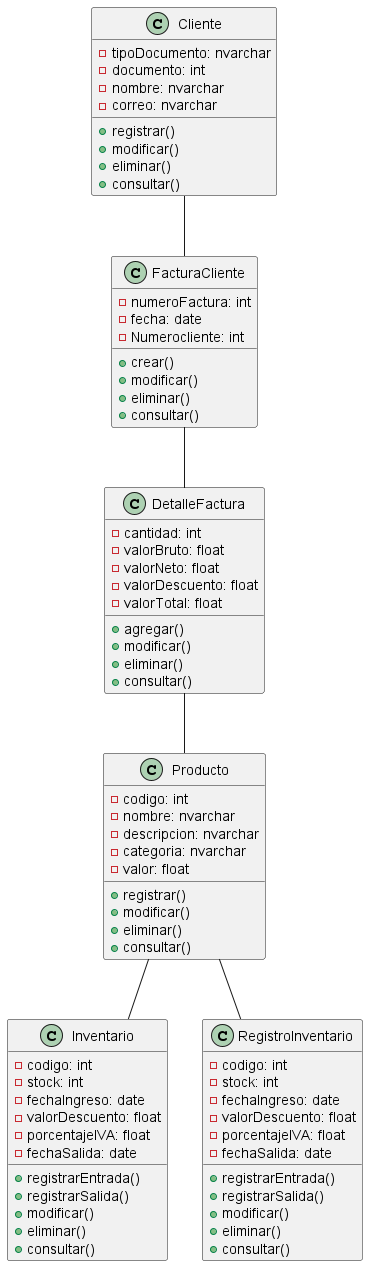 C Cliente
tipoDocumento: nvarchar
documento: int
nombre: nvarchar
correo: nvarchar
registrar()
modificar()
eliminar()
consultar()
C FacturaCliente
numeroFactura: int
fecha: date
Numerocliente: int
crear()
modificar()
eliminar()
consultar()
C DetalleFactura
cantidad: int
valorBruto: float
valorNeto: float
valorDescuento: float
valorTotal: float
agregar()
modificar()
eliminar()
consultar()
C Producto
codigo: int
nombre: nvarchar
descripcion: nvarchar
categoria: nvarchar
valor: float
registrar()
modificar()
eliminar()
consultar()
C Inventario
codigo: int
stock: int
fechaIngreso: date
valorDescuento: float
porcentajeIVA: float
fechaSalida: date
registrarEntrada()
registrarSalida()
modificar()
eliminar()
consultar()
C RegistroInventario
codigo: int
stock: int
fechaIngreso: date
valorDescuento: float
porcentajeIVA: float
fechaSalida: date
registrarEntrada()
registrarSalida()
modificar()
eliminar()
consultar()